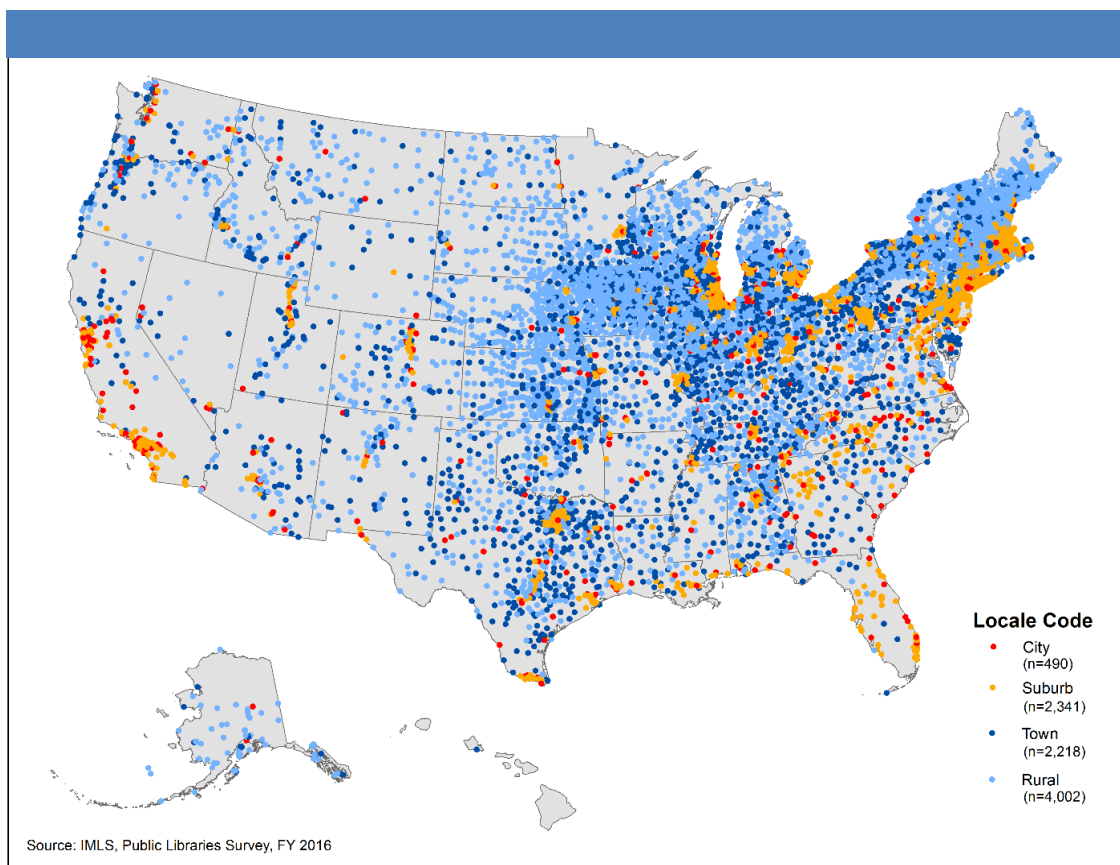 Locale Code
City
(n=490)
Suburb
(n=2,341)
Town
(n=2,218)
Rural
(n=4,002)
Source: IMLS, Public Libraries Survey, FY 2016